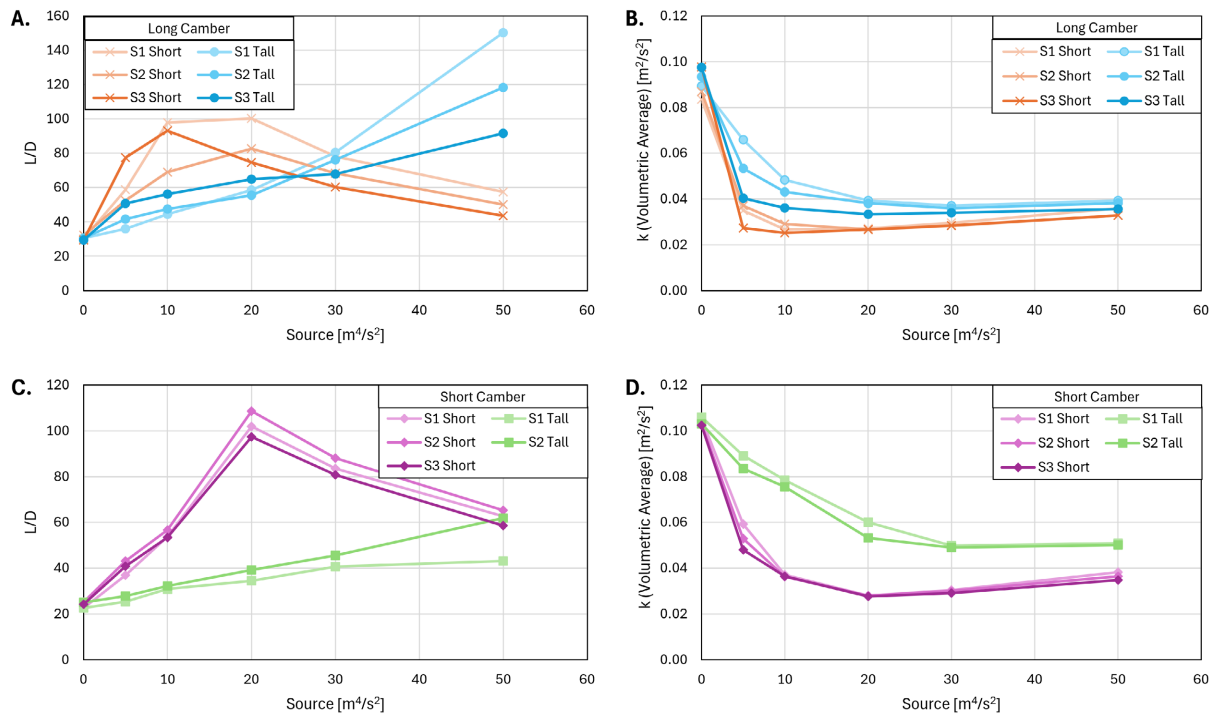 A.
Long Camber
S1 Short S1 Tall
S2 Short S2 Tall
S3 Short S3 Tall
L/D
160
140
120
100
80
60
40
20
0
0 10 20 30 40 50 60
Source [m⁴/s²]
B.
Long Camber
S1 Short S1 Tall
S2 Short S2 Tall
S3 Short S3 Tall
k (Volumetric Average) [m²/s²]
0.12
0.10
0.08
0.06
0.04
0.02
0.00
0 10 20 30 40 50 60
Source [m⁴/s²]
C.
Short Camber
S1 Short S1 Tall
S2 Short S2 Tall
S3 Short
L/D
120
100
80
60
40
20
0
0 10 20 30 40 50 60
Source [m⁴/s²]
D.
Short Camber
S1 Short S1 Tall
S2 Short S2 Tall
S3 Short
k (Volumetric Average) [m²/s²]
0.12
0.10
0.08
0.06
0.04
0.02
0.00
0 10 20 30 40 50 60
Source [m⁴/s²]